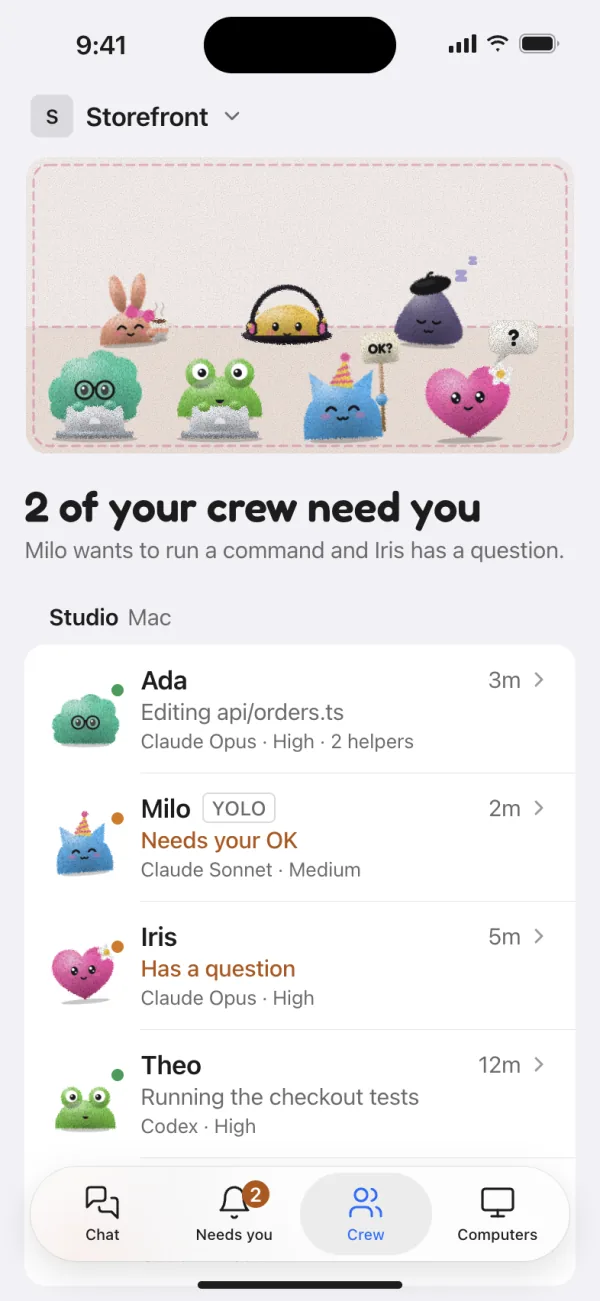 9:41
S Storefront
OK?
?
2 of your crew need you
Milo wants to run a command and Iris has a question.
Studio Mac
Ada 3m
Editing api/orders.ts
Claude Opus · High · 2 helpers
Milo YOLO 2m
Needs your OK
Claude Sonnet · Medium
Iris 5m
Has a question
Claude Opus · High
Theo 12m
Running the checkout tests
Codex · High
2
Chat Needs you Crew Computers